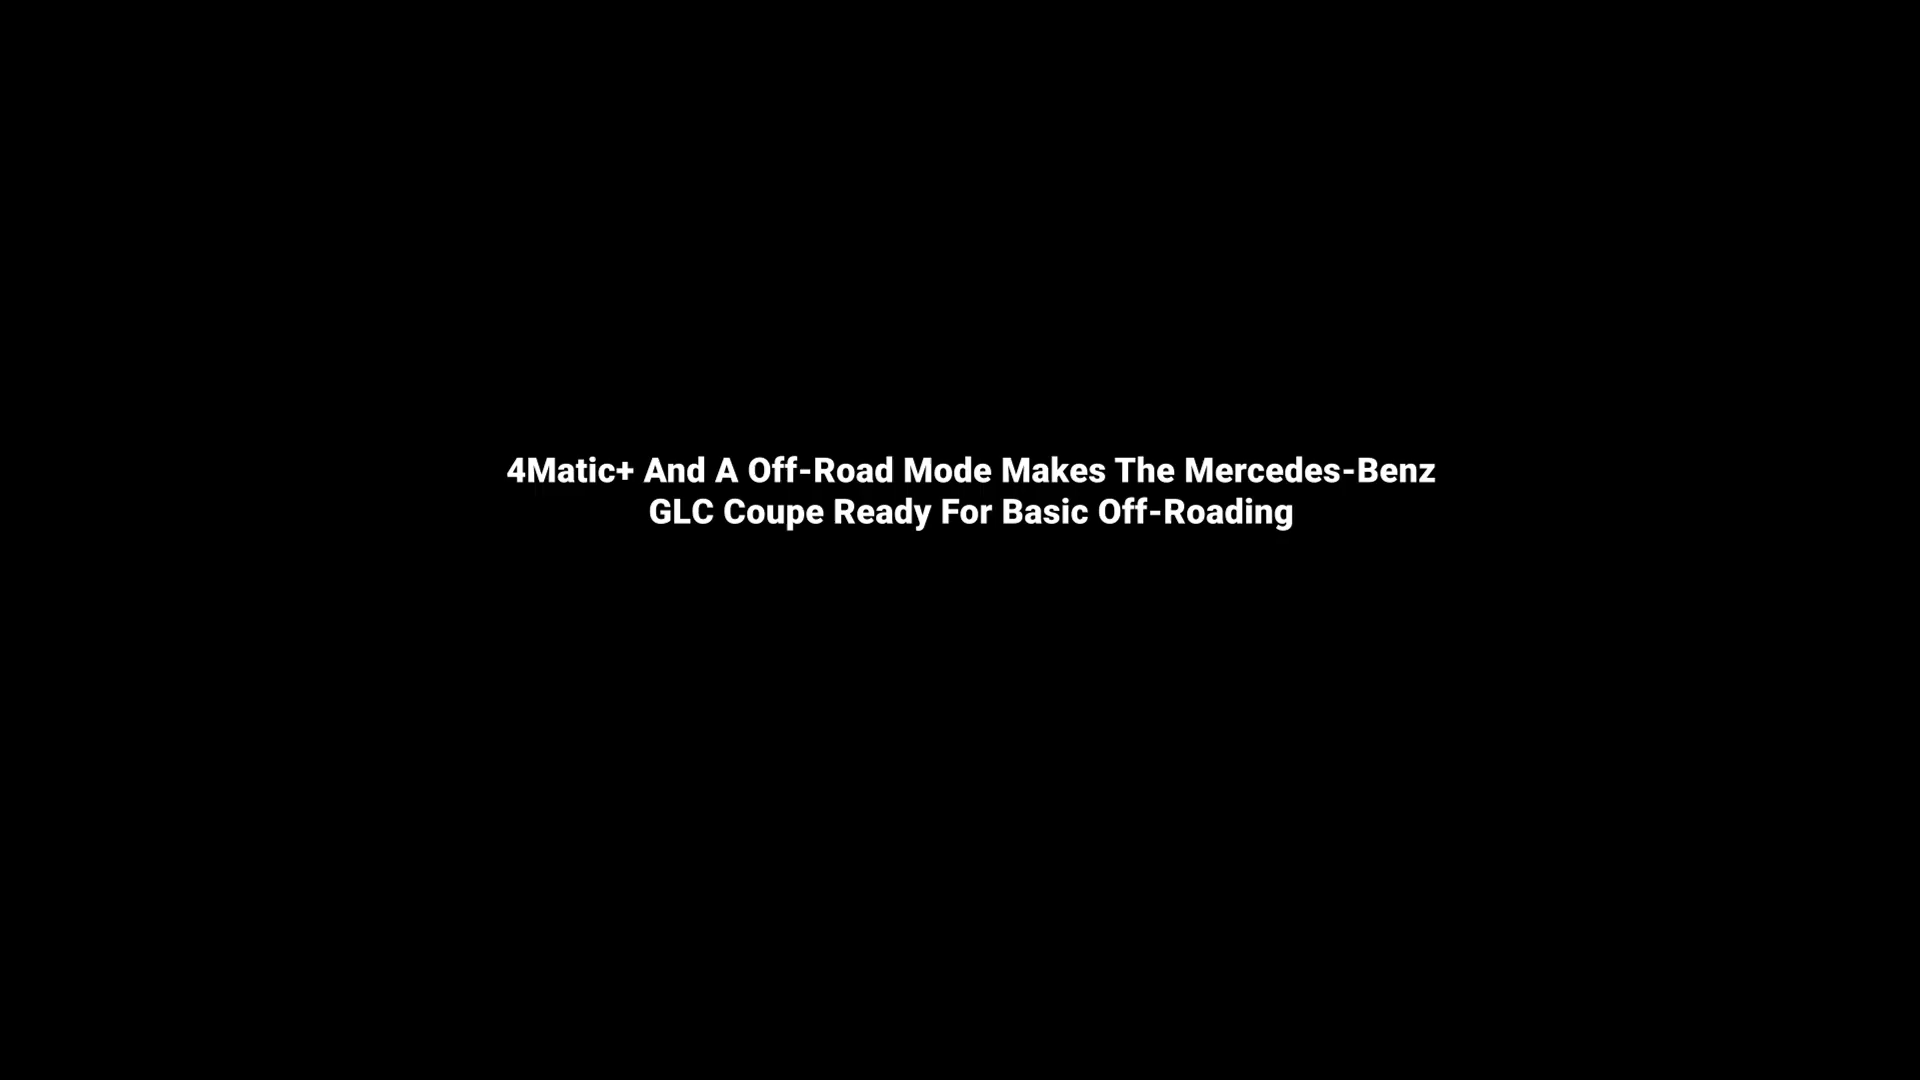 4Matic+ And A Off-Road Mode Makes The Mercedes-Benz
GLC Coupe Ready For Basic Off-Roading